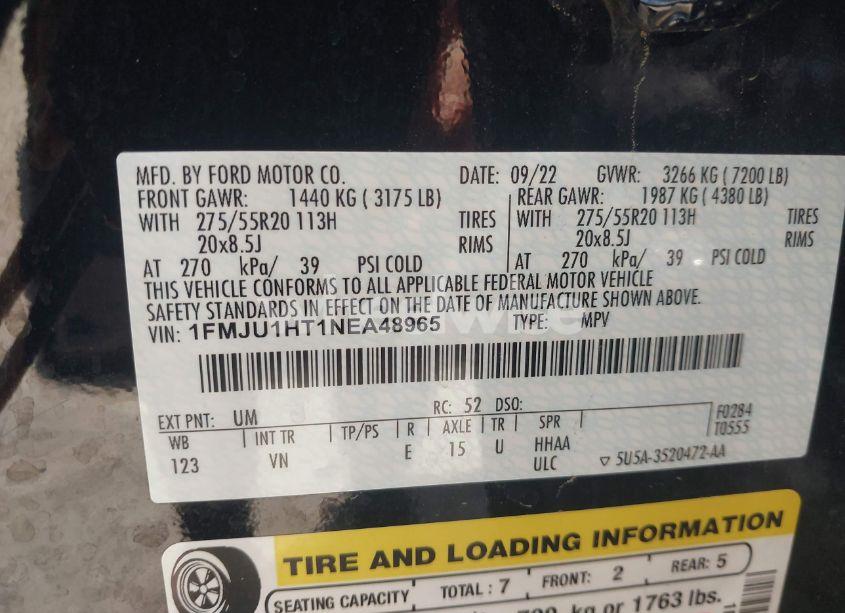 MFD. BY FORD MOTOR CO. DATE: 09/22 GVWR: 3266 KG ( 7200 LB)
FRONT GAWR: 1440 KG ( 3175 LB) REAR GAWR: 1987 KG ( 4380 LB)
WITH 275/55R20 113H TIRES WITH 275/55R20 113H TIRES
20x8.5J RIMS 20x8.5J RIMS
AT 270 kPa/ 39 PSI COLD AT 270 kPa/ 39 PSI COLD
THIS VEHICLE CONFORMS TO ALL APPLICABLE FEDERAL MOTOR VEHICLE
SAFETY STANDARDS IN EFFECT ON THE DATE OF MANUFACTURE SHOWN ABOVE.
VIN: 1FMJU1HT1NEA48965 TYPE: MPV
EXT PNT: UM RC: 52 DSO: F0284
WB INT TR TP/PS R AXLE TR SPR T0555
123 VN E 15 U HHAA
ULC 5U5A-3520472-AA
TIRE AND LOADING INFORMATION
SEATING CAPACITY TOTAL : 7 FRONT: 2 REAR: 5
kg or 1763 lbs.